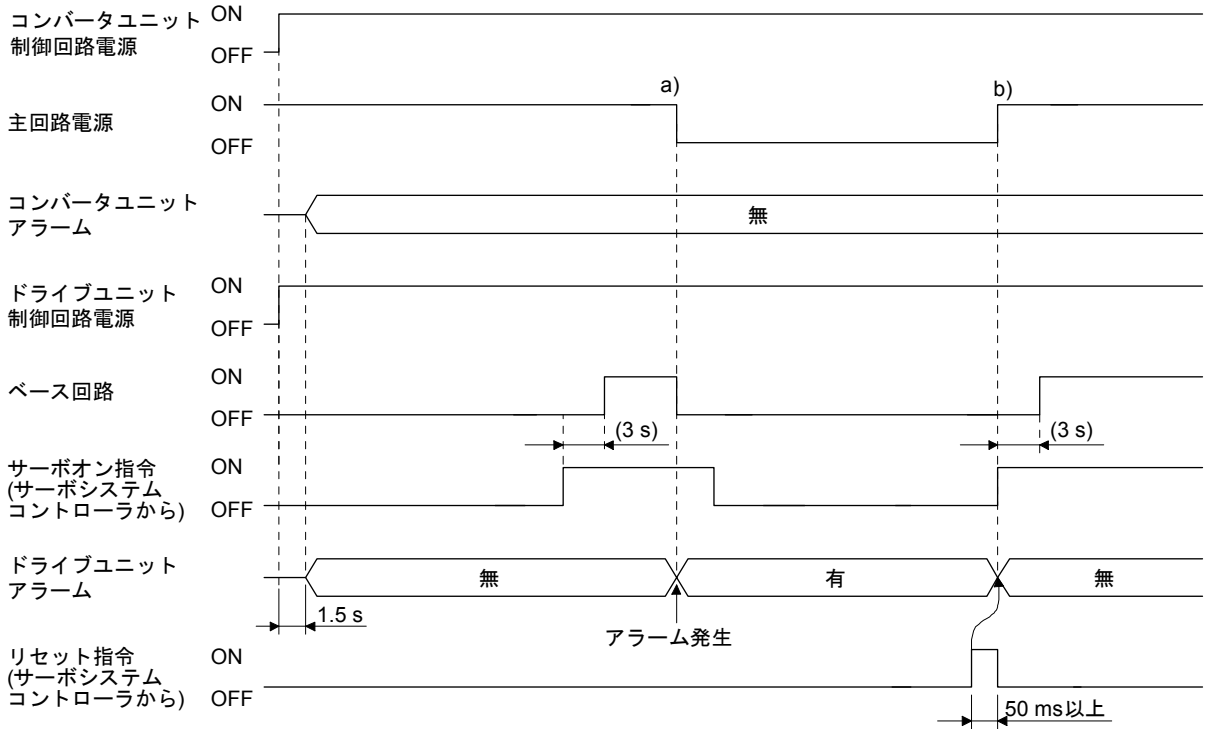 コンバータユニット
制御回路電源
ON
OFF
a)
b)
主回路電源
ON
OFF
コンバータユニット
アラーム
無
ドライブユニット
制御回路電源
ON
OFF
ベース回路
ON
OFF
(3 s)
(3 s)
サーボオン指令
(サーボシステム
コントローラから)
ON
OFF
ドライブユニット
アラーム
無
有
無
1.5 s
アラーム発生
リセット指令
(サーボシステム
コントローラから)
ON
OFF
50 ms以上